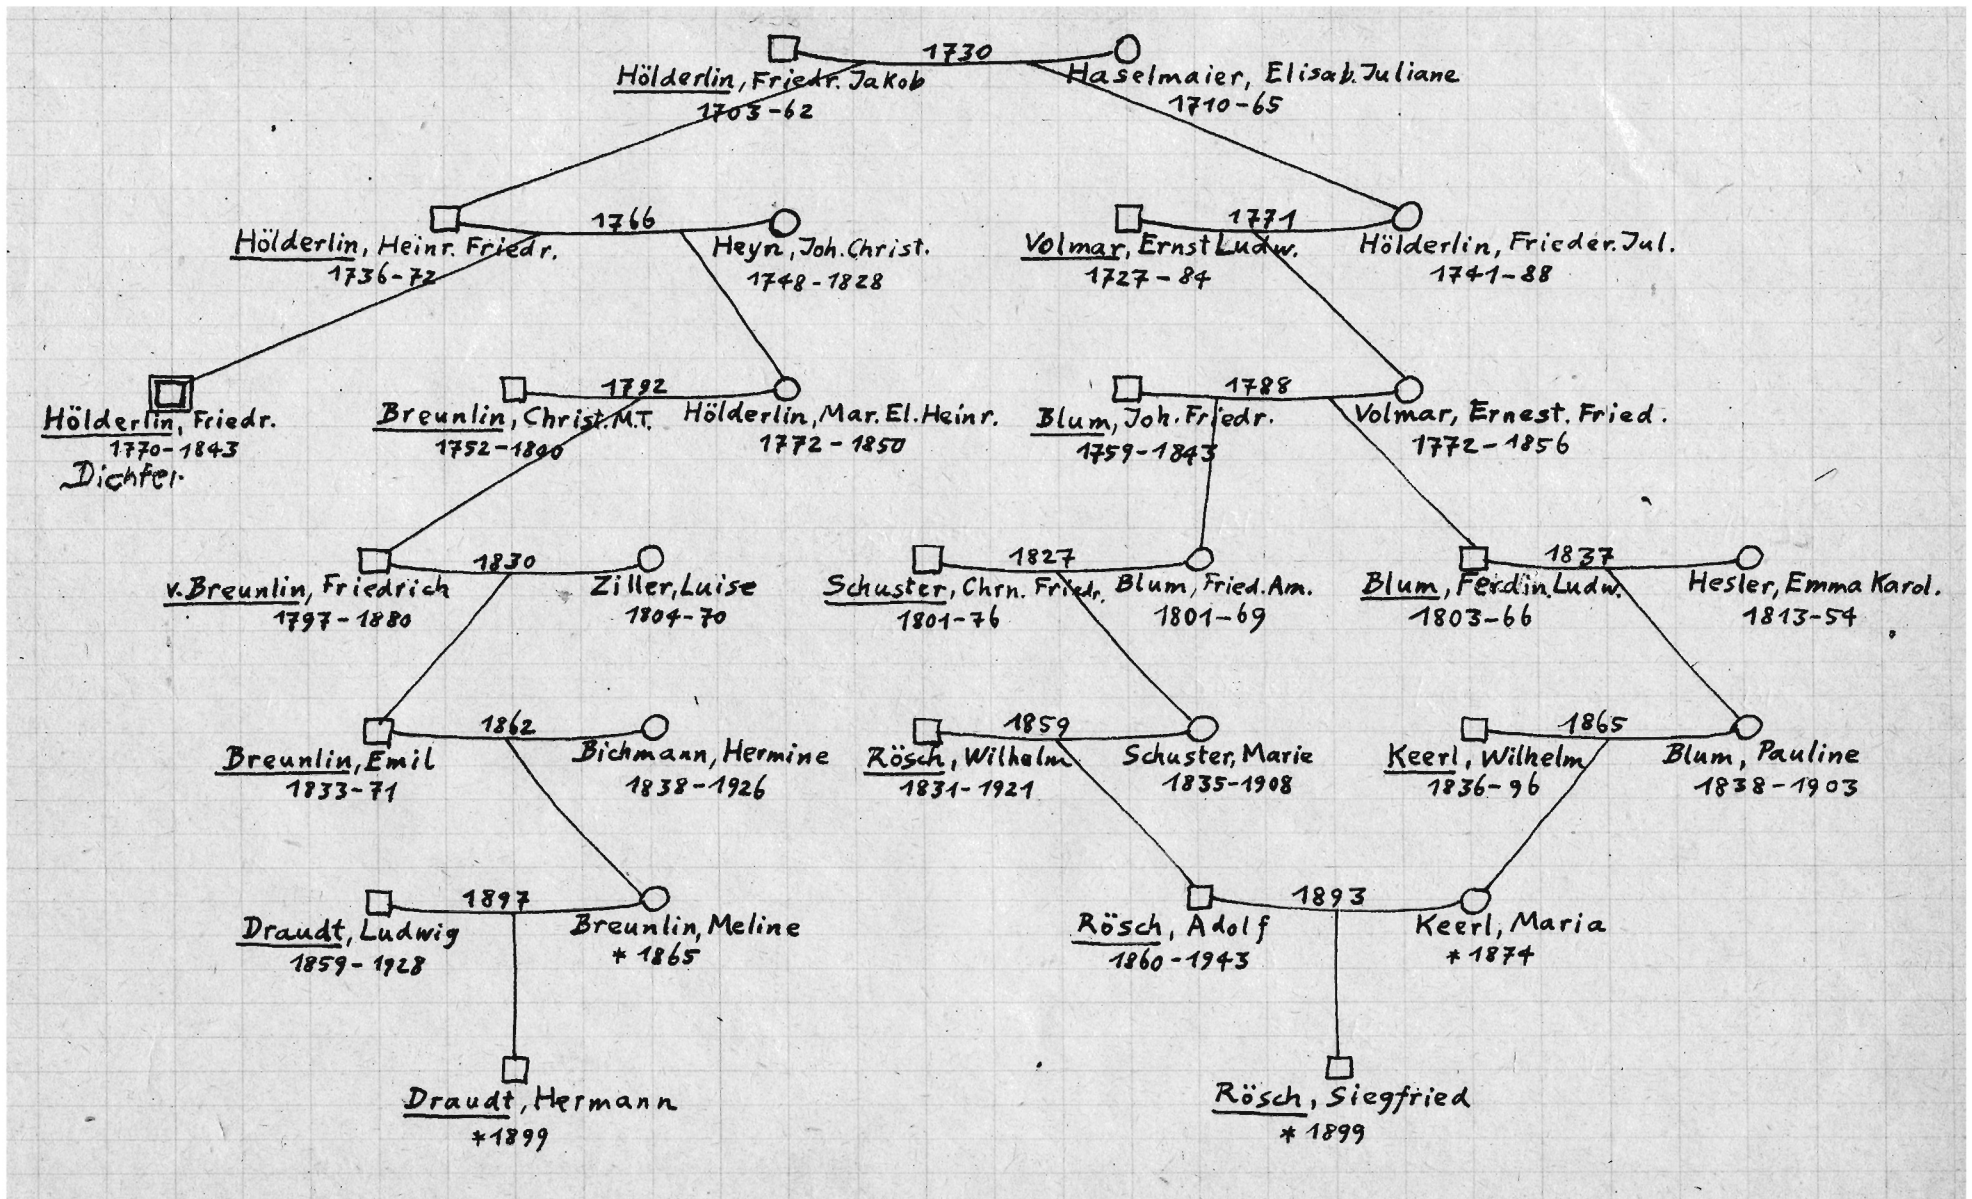 1730
Hölderlin, Friedr. Jakob
1703-62
Haselmaier, Elisab. Juliane
1710-65
1766
Hölderlin, Heinr. Friedr.
1736-72
Heyn, Joh. Christ.
1748-1828
1771
Volmar, Ernst Ludw.
1727-84
Hölderlin, Frieder. Jul.
1741-88
Hölderlin, Friedr.
1770-1843
Dichter
1792
Breunlin, Christ. M.T.
1752-1800
Hölderlin, Mar. El. Heinr.
1772-1850
1788
Blum, Joh. Friedr.
1759-1843
Volmar, Ernest. Fried.
1772-1856
1830
v. Breunlin, Friedrich
1797-1880
Ziller, Luise
1804-70
1827
Schuster, Chrn. Friedr.
1801-76
Blum, Fried. Am.
1801-69
1837
Blum, Ferdin. Ludw.
1803-66
Hesler, Emma Karol.
1813-54
1862
Breunlin, Emil
1833-71
Bichmann, Hermine
1838-1926
1859
Rösch, Wilhelm
1831-1921
Schuster, Marie
1835-1908
1865
Keerl, Wilhelm
1836-96
Blum, Pauline
1838-1903
1897
Draudt, Ludwig
1859-1928
Breunlin, Meline
* 1865
1893
Rösch, Adolf
1860-1943
Keerl, Maria
* 1874
Draudt, Hermann
* 1899
Rösch, Siegfried
* 1899